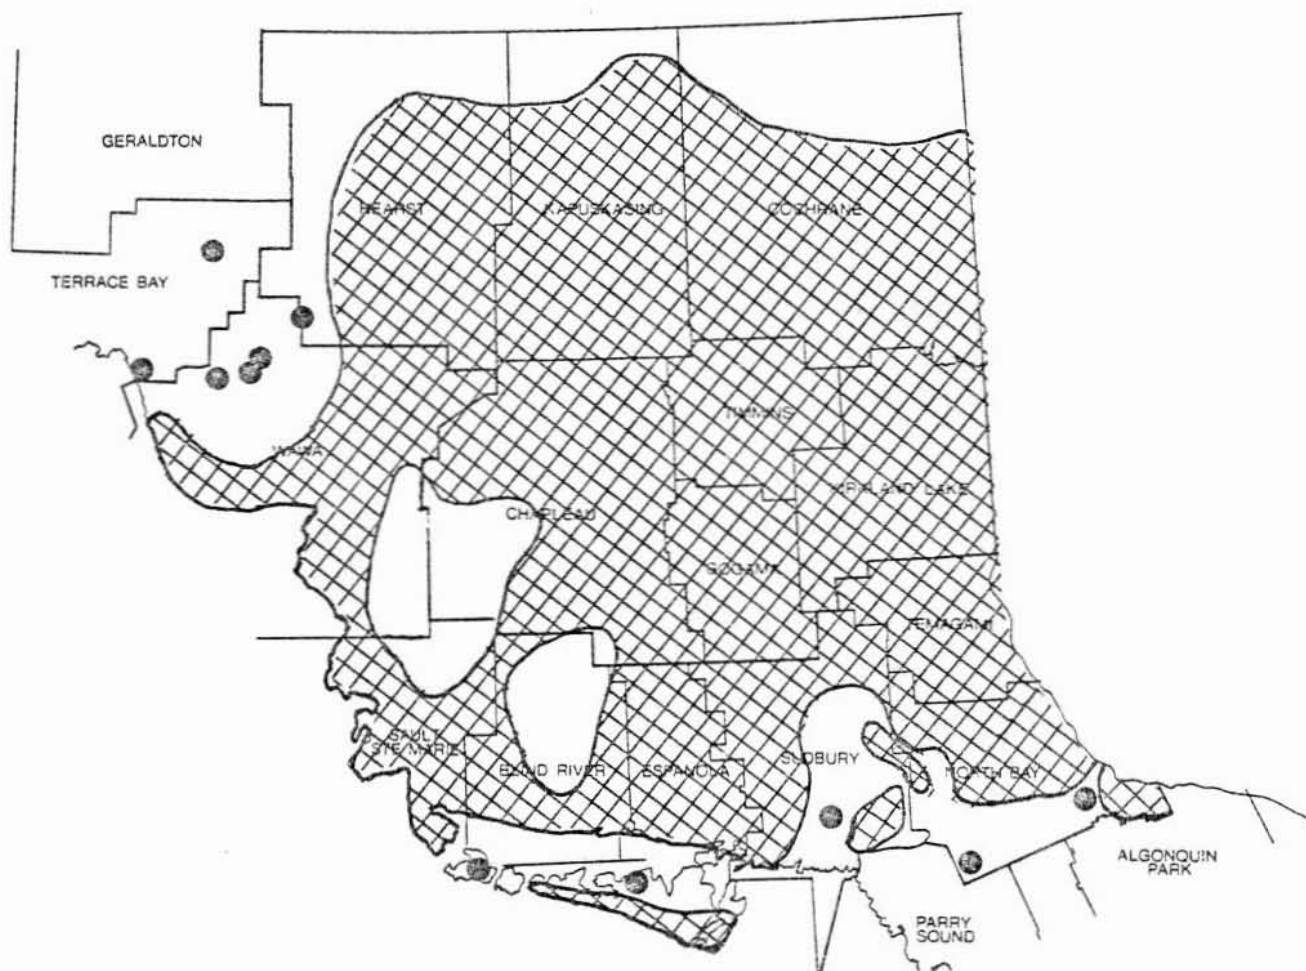 GERALDTON
HEARST
KAPUSKASING
COCHRANE
TERRACE BAY
TIMMINS
WAWA
KIRKLAND LAKE
CHAPLEAU
GOGAMA
TEMAGAMI
SAULT
STE MARIE
BLIND RIVER
ESPANOLA
SUDBURY
NORTH BAY
ALGONQUIN
PARK
PARRY
SOUND